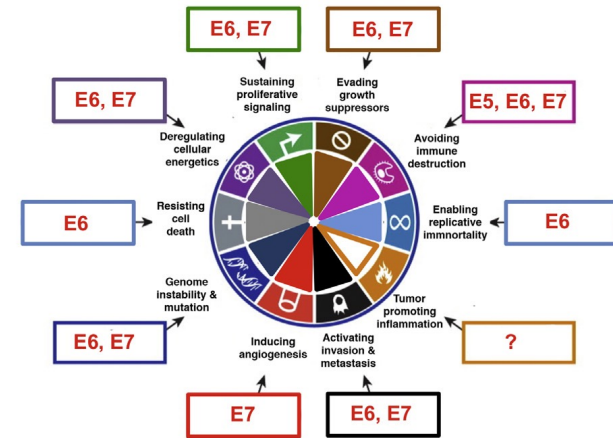 E6, E7
E6, E7
Sustaining
proliferative
signaling
Evading
growth
suppressors
E6, E7
E5, E6, E7
Deregulating
cellular
energetics
Avoiding
immune
destruction
E6
Resisting
cell
death
Enabling
replicative
immnortality
E6
Genome
instability &
mutation
Tumor
promoting
inflammation
E6, E7
?
Inducing
angiogenesis
Activating
invasion &
metastasis
E7
E6, E7